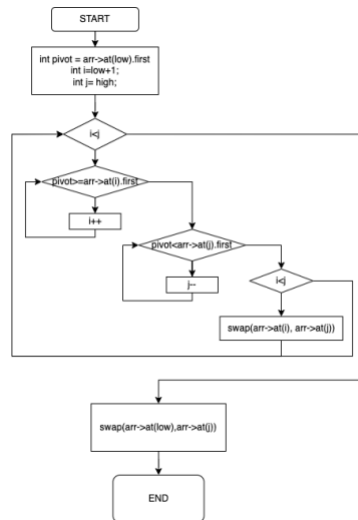 START
int pivot = arr->at(low).first
int i=low+1;
int j= high;
i<j
pivot>=arr->at(i).first
i++
pivot<arr->at(j).first
j--
i<j
swap(arr->at(i), arr->at(j))
swap(arr->at(low),arr->at(j))
END